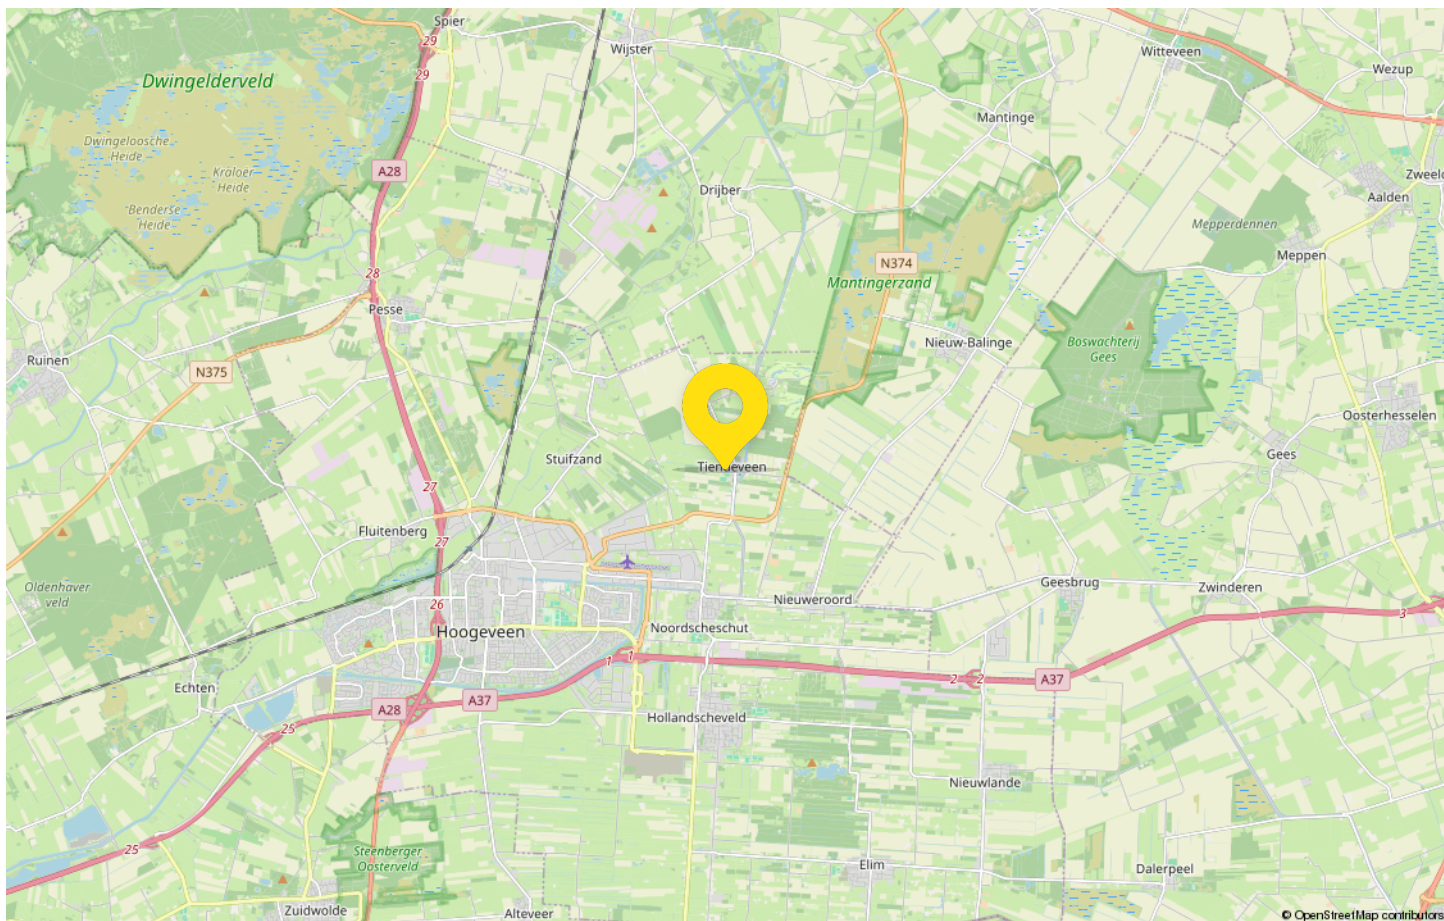 Spier
29
Wijster
Witteveen
Wezup
29
Dwingelderveld
Mantinge
Dwingeloosche
Heide
A28
Kraloer
Heide
Drijber
Zweeloo
Aalden
Benderse
Heide
Mepperdennen
Meppen
N374
28
Mantingerzand
Pesse
Nieuw-Balinge
Boswachterij
Gees
Ruinen
N375
Oosterhesselen
Stuifzand
Tiendeveen
Gees
27
Fluitenberg
27
Oldenhaver
veld
Geesbrug
Zwinderen
Nieuweroord
26
3
Hoogeveen
Noordscheschut
1
1
2
2
A37
Echten
A37
A28
Hollandscheveld
25
Nieuwlande
25
Steenberger
Oosterveld
Elim
Dalerpeel
Zuidwolde
Alteveer
© OpenStreetMap contributors